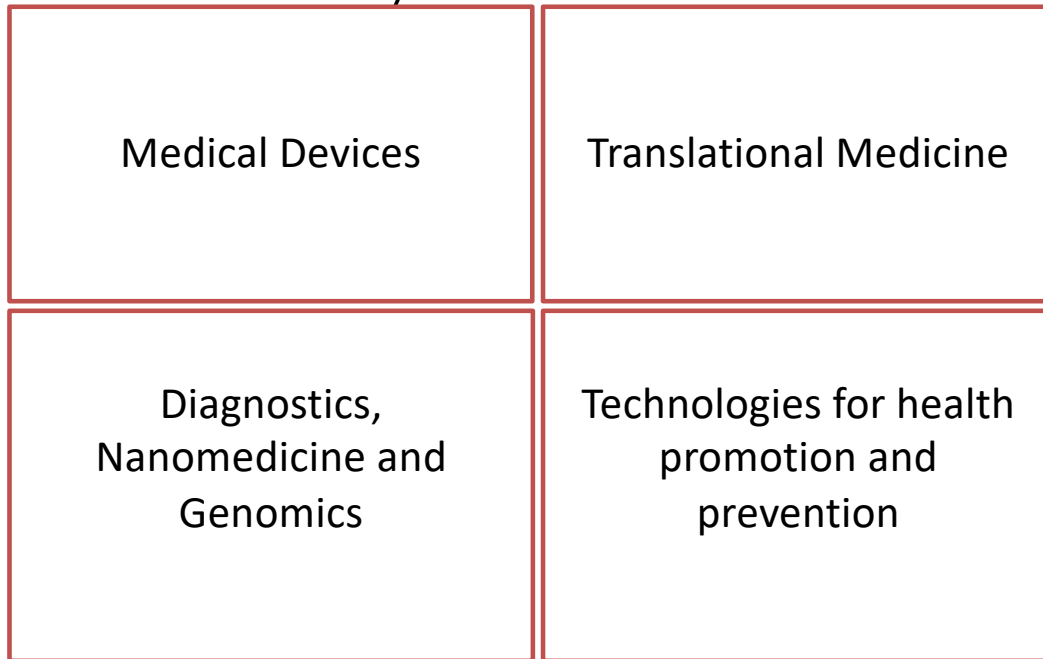 Medical Devices
Translational Medicine
Diagnostics,
Nanomedicine and
Genomics
Technologies for health
promotion and
prevention